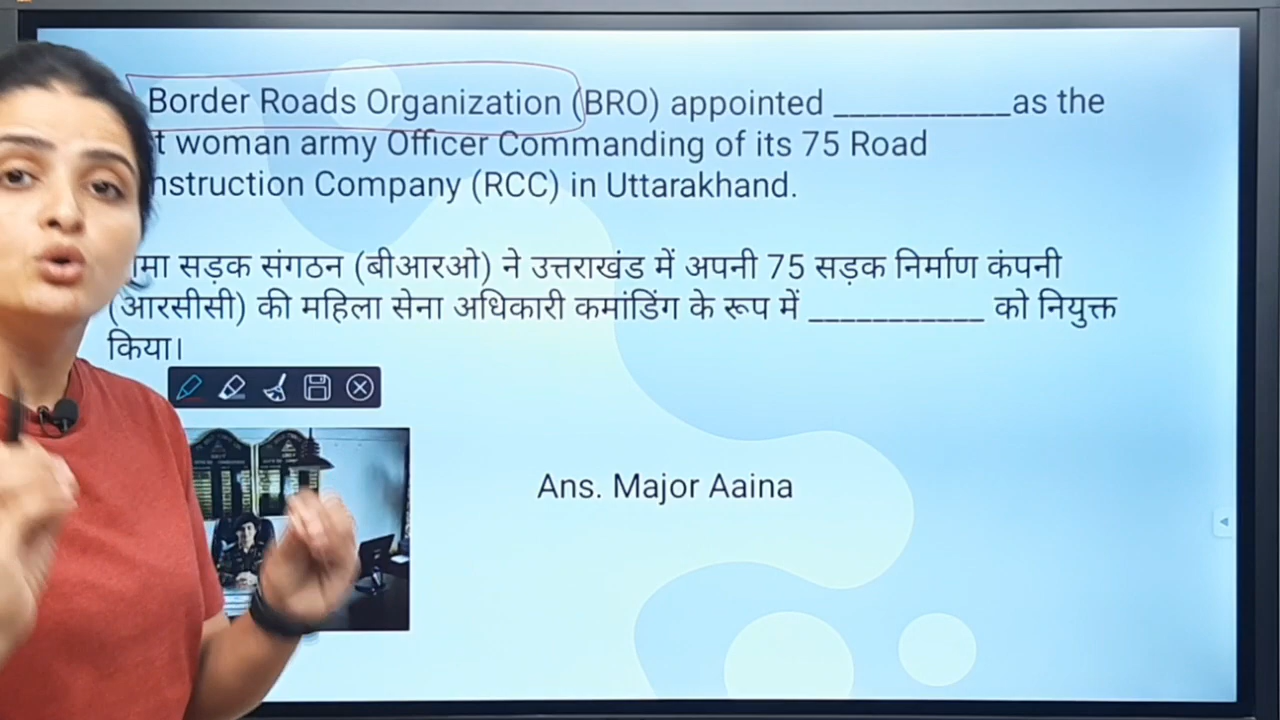 Border Roads Organization (BRO) appointed ___________as the
t woman army Officer Commanding of its 75 Road
nstruction Company (RCC) in Uttarakhand.
मा सड़क संगठन (बीआरओ) ने उत्तराखंड में अपनी 75 सड़क निर्माण कंपनी
(आरसीसी) की महिला सेना अधिकारी कमांडिंग के रूप में ___________ को नियुक्त
किया।
Ans. Major Aaina